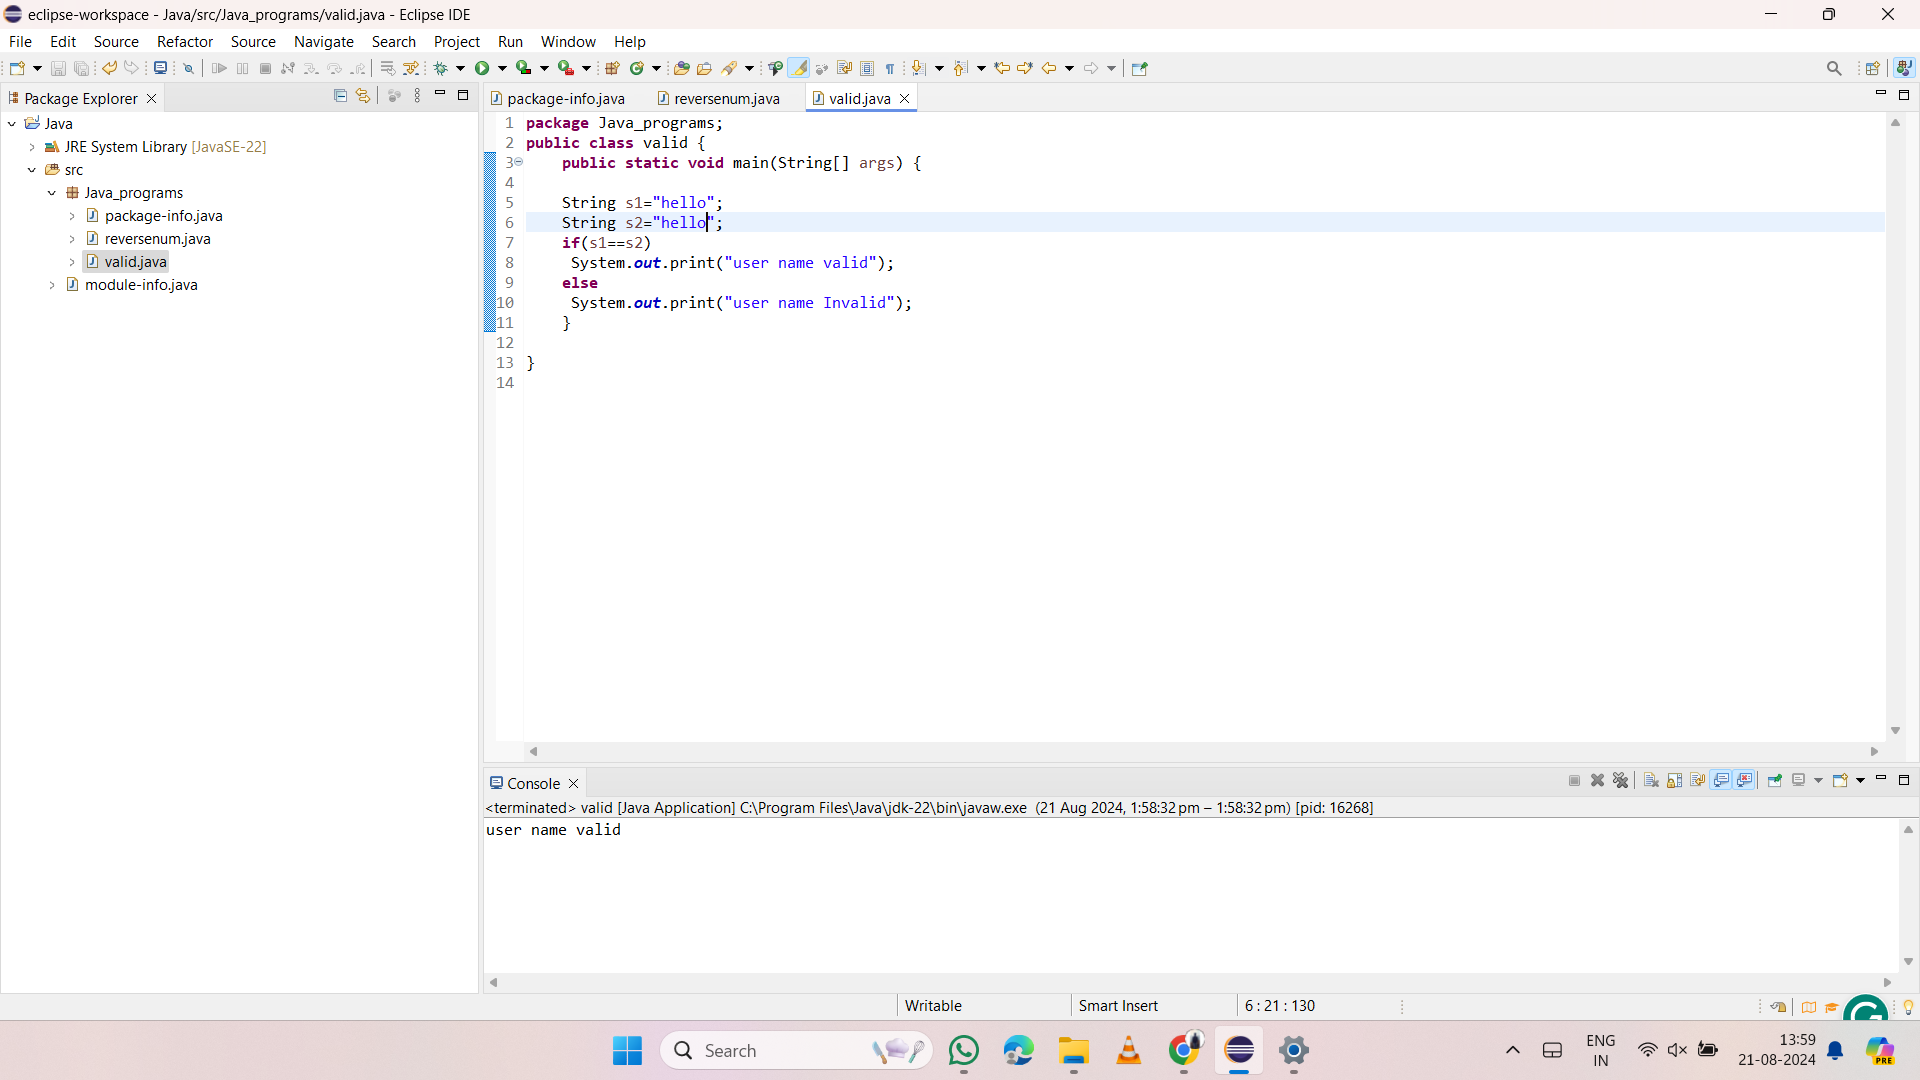 eclipse-workspace - Java/src/Java_programs/valid.java - Eclipse IDE
File Edit Source Refactor Source Navigate Search Project Run Window Help
Package Explorer
package-info.java reversenum.java valid.java
Java
JRE System Library [JavaSE-22]
src
Java_programs
package-info.java
reversenum.java
valid.java
module-info.java
1 package Java_programs;
2 public class valid {
3 public static void main(String[] args) {
4
5 String s1="hello";
6 String s2="hello";
7 if(s1==s2)
8 System.out.print("user name valid");
9 else
10 System.out.print("user name Invalid");
11 }
12
13 }
14
Console
<terminated> valid [Java Application] C:\Program Files\Java\jdk-22\bin\javaw.exe (21 Aug 2024, 1:58:32 pm – 1:58:32 pm) [pid: 16268]
user name valid
Writable Smart Insert 6 : 21 : 130
Search
ENG
IN
13:59
21-08-2024
PRE